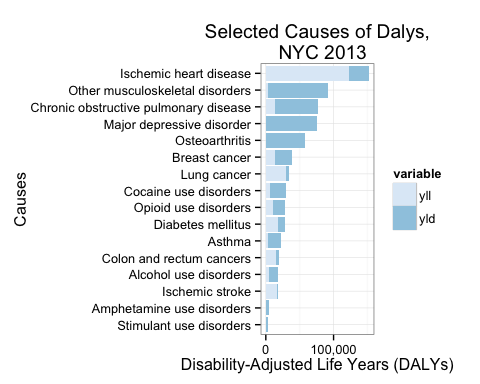 Selected Causes of Dalys,
NYC 2013
Causes
Ischemic heart disease
Other musculoskeletal disorders
Chronic obstructive pulmonary disease
Major depressive disorder
Osteoarthritis
Breast cancer
Lung cancer
Cocaine use disorders
Opioid use disorders
Diabetes mellitus
Asthma
Colon and rectum cancers
Alcohol use disorders
Ischemic stroke
Amphetamine use disorders
Stimulant use disorders
0 100,000
Disability-Adjusted Life Years (DALYs)
variable
yll
yld